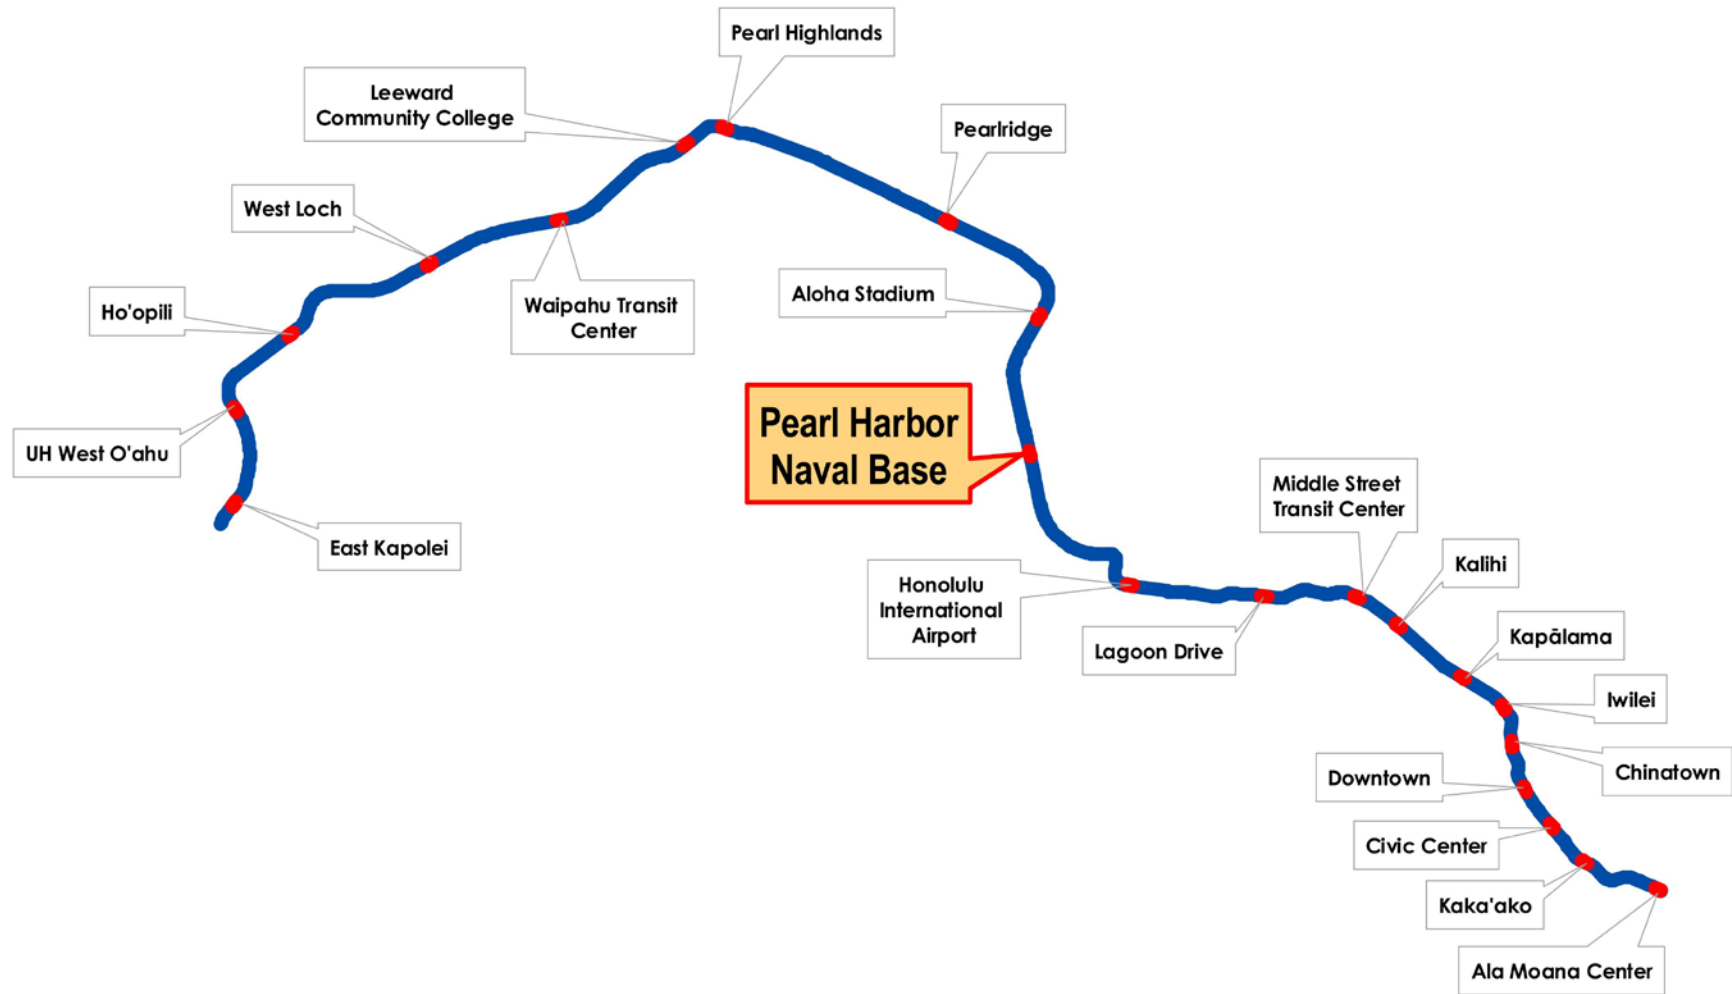 Pearl Highlands
Leeward
Community College
Pearlridge
West Loch
Ho'opili
Waipahu Transit
Center
Aloha Stadium
UH West O'ahu
East Kapolei
Pearl Harbor
Naval Base
Middle Street
Transit Center
Honolulu
International
Airport
Lagoon Drive
Kalihi
Kapālama
Iwilei
Chinatown
Downtown
Civic Center
Kaka'ako
Ala Moana Center